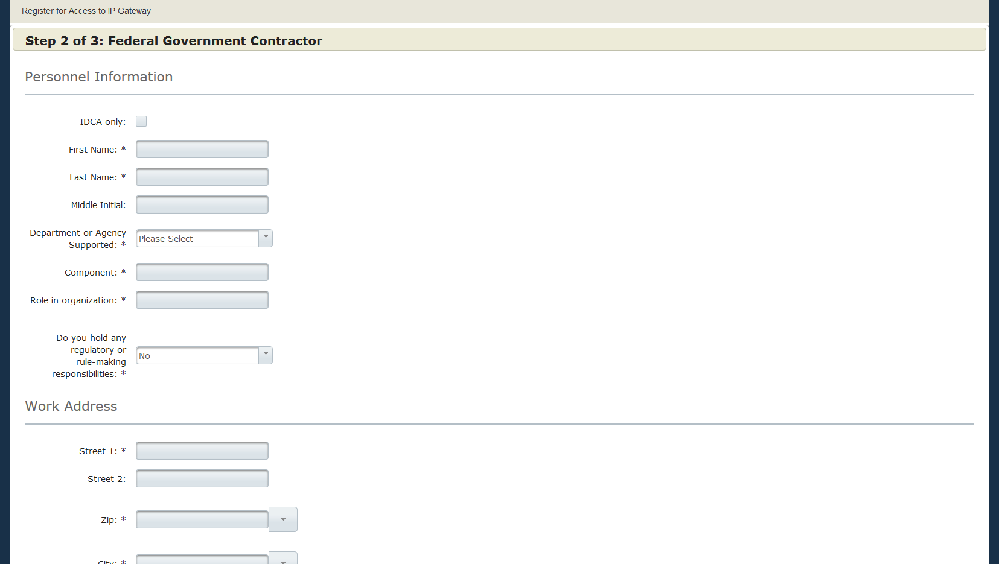 Register for Access to IP Gateway
Step 2 of 3: Federal Government Contractor
Personnel Information
IDCA only:
First Name: *
Last Name: *
Middle Initial:
Department or Agency
Supported: *
Please Select
Component: *
Role in organization: *
Do you hold any
regulatory or
rule-making
responsibilities: *
No
Work Address
Street 1: *
Street 2:
Zip: *
City: *